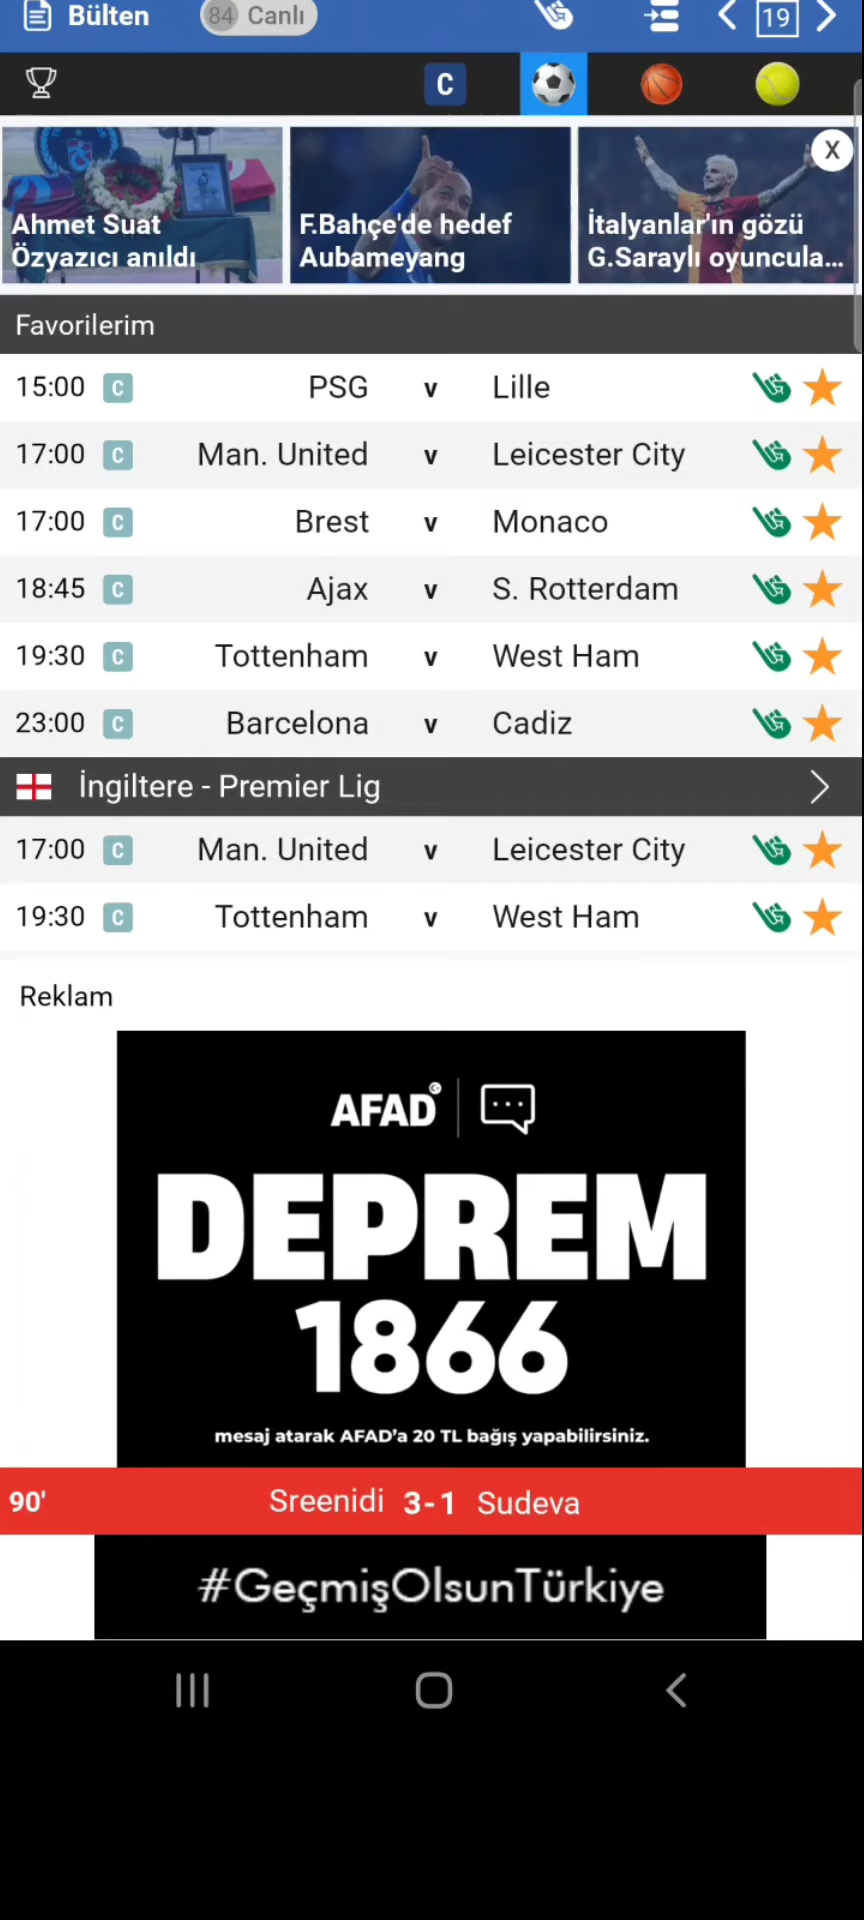 Bülten
84 Canlı
19
C
Ahmet Suat
Özyazıcı anıldı
F.Bahçe'de hedef
Aubameyang
X
İtalyanlar'ın gözü
G.Saraylı oyuncula...
Favorilerim
15:00 C PSG v Lille
17:00 C Man. United v Leicester City
17:00 C Brest v Monaco
18:45 C Ajax v S. Rotterdam
19:30 C Tottenham v West Ham
23:00 C Barcelona v Cadiz
İngiltere - Premier Lig
17:00 C Man. United v Leicester City
19:30 C Tottenham v West Ham
Reklam
AFAD
DEPREM
1866
mesaj atarak AFAD'a 20 TL bağış yapabilirsiniz.
90' Sreenidi 3-1 Sudeva
#GeçmişOlsunTürkiye